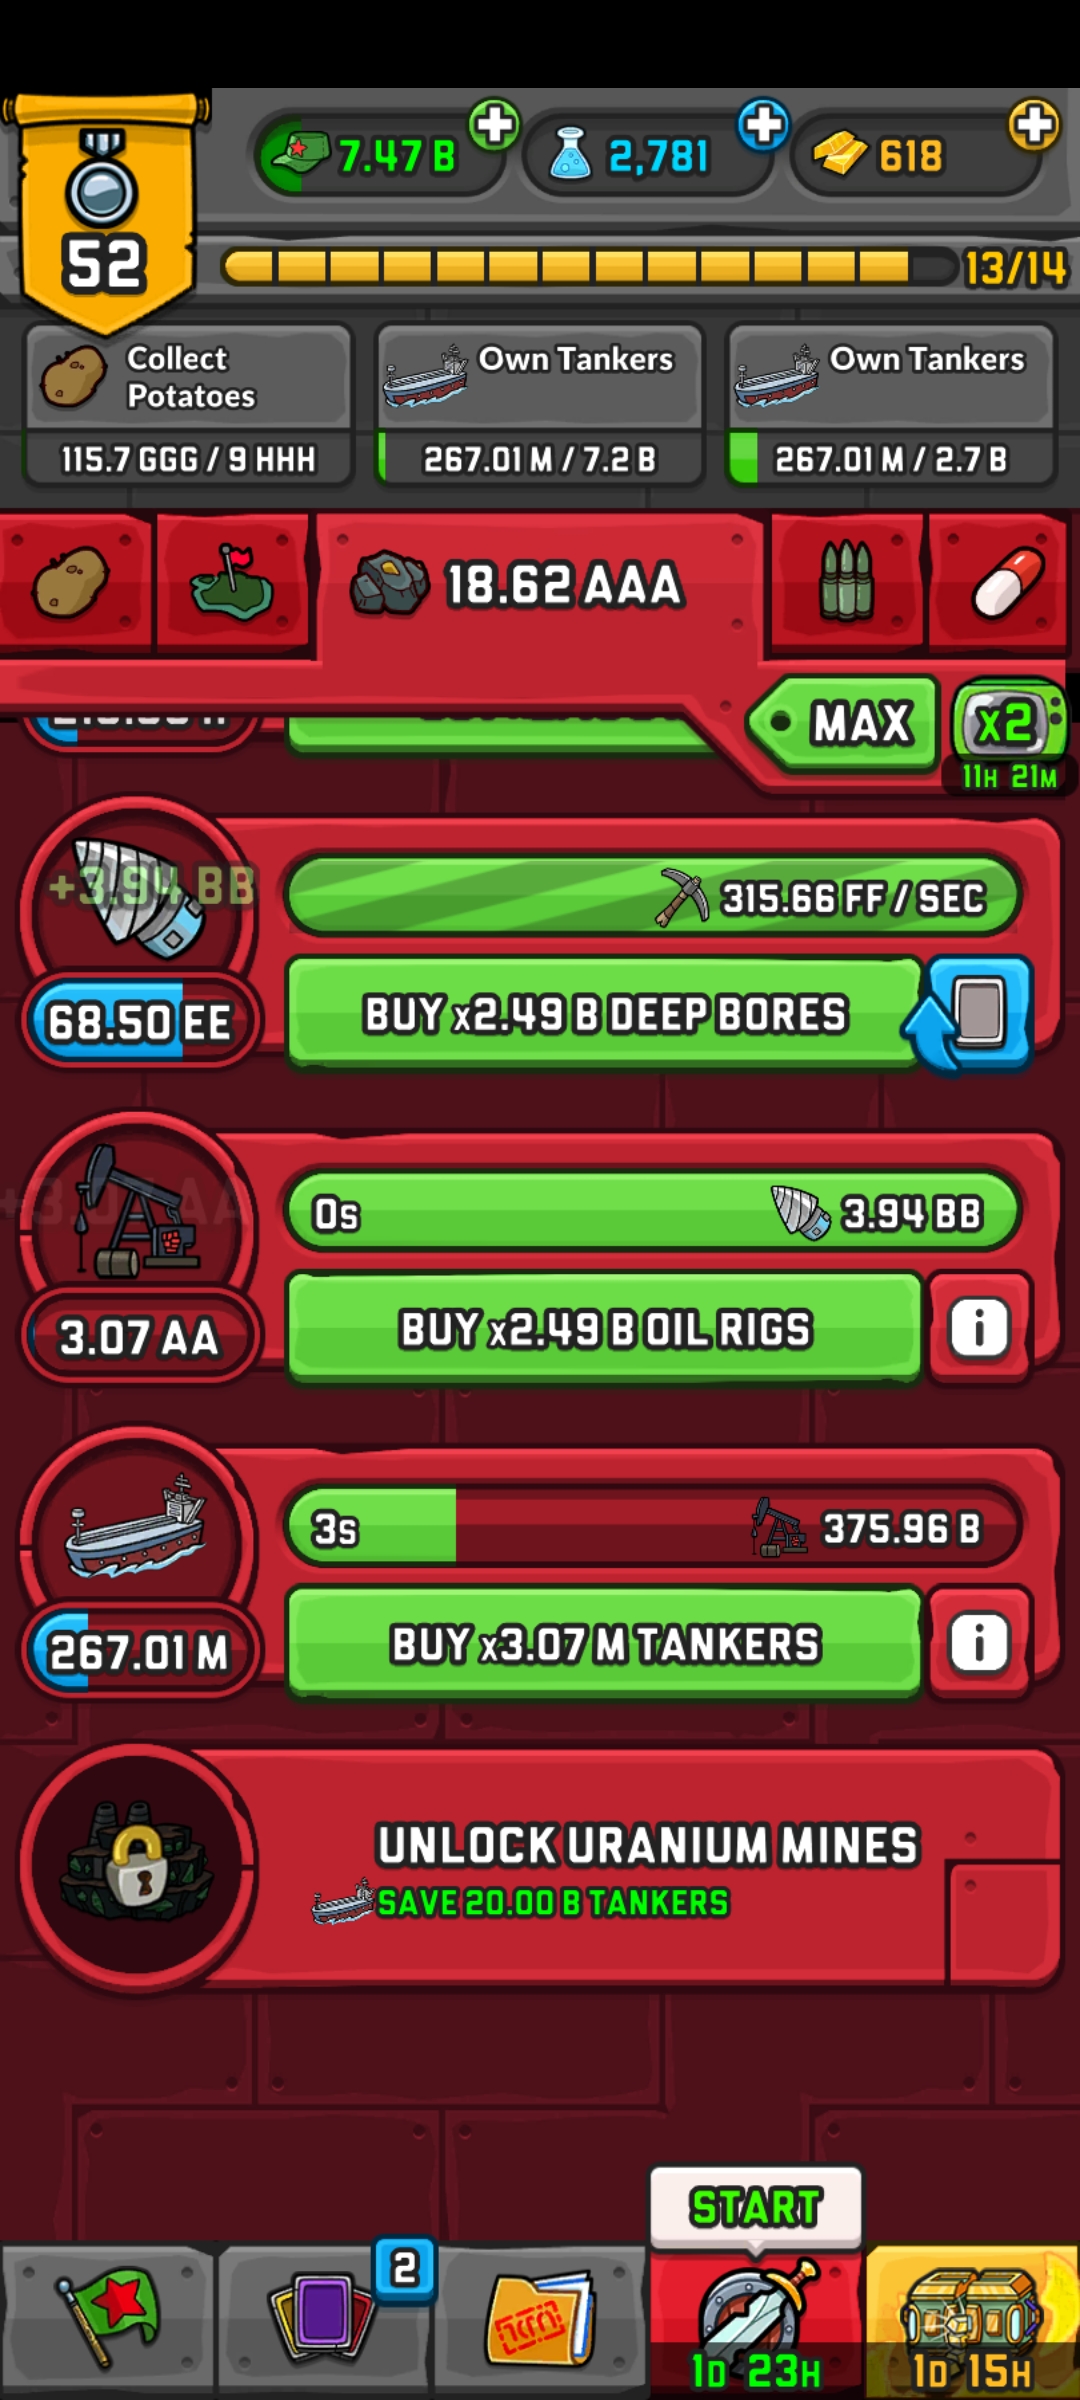 52
7.47 B
2,781
618
13/14
Collect
Potatoes
115.7 GGG / 9 HHH
Own Tankers
267.01 M / 7.2 B
Own Tankers
267.01 M / 2.7 B
18.62 AAA
MAX
x2
11H 21M
+3.94 BB
315.66 FF / SEC
68.50 EE
BUY x2.49 B DEEP BORES
0s
3.94 BB
3.07 AA
BUY x2.49 B OIL RIGS
i
3s
375.96 B
267.01 M
BUY x3.07 M TANKERS
i
UNLOCK URANIUM MINES
SAVE 20.00 B TANKERS
START
2
1D 23H
1D 15H